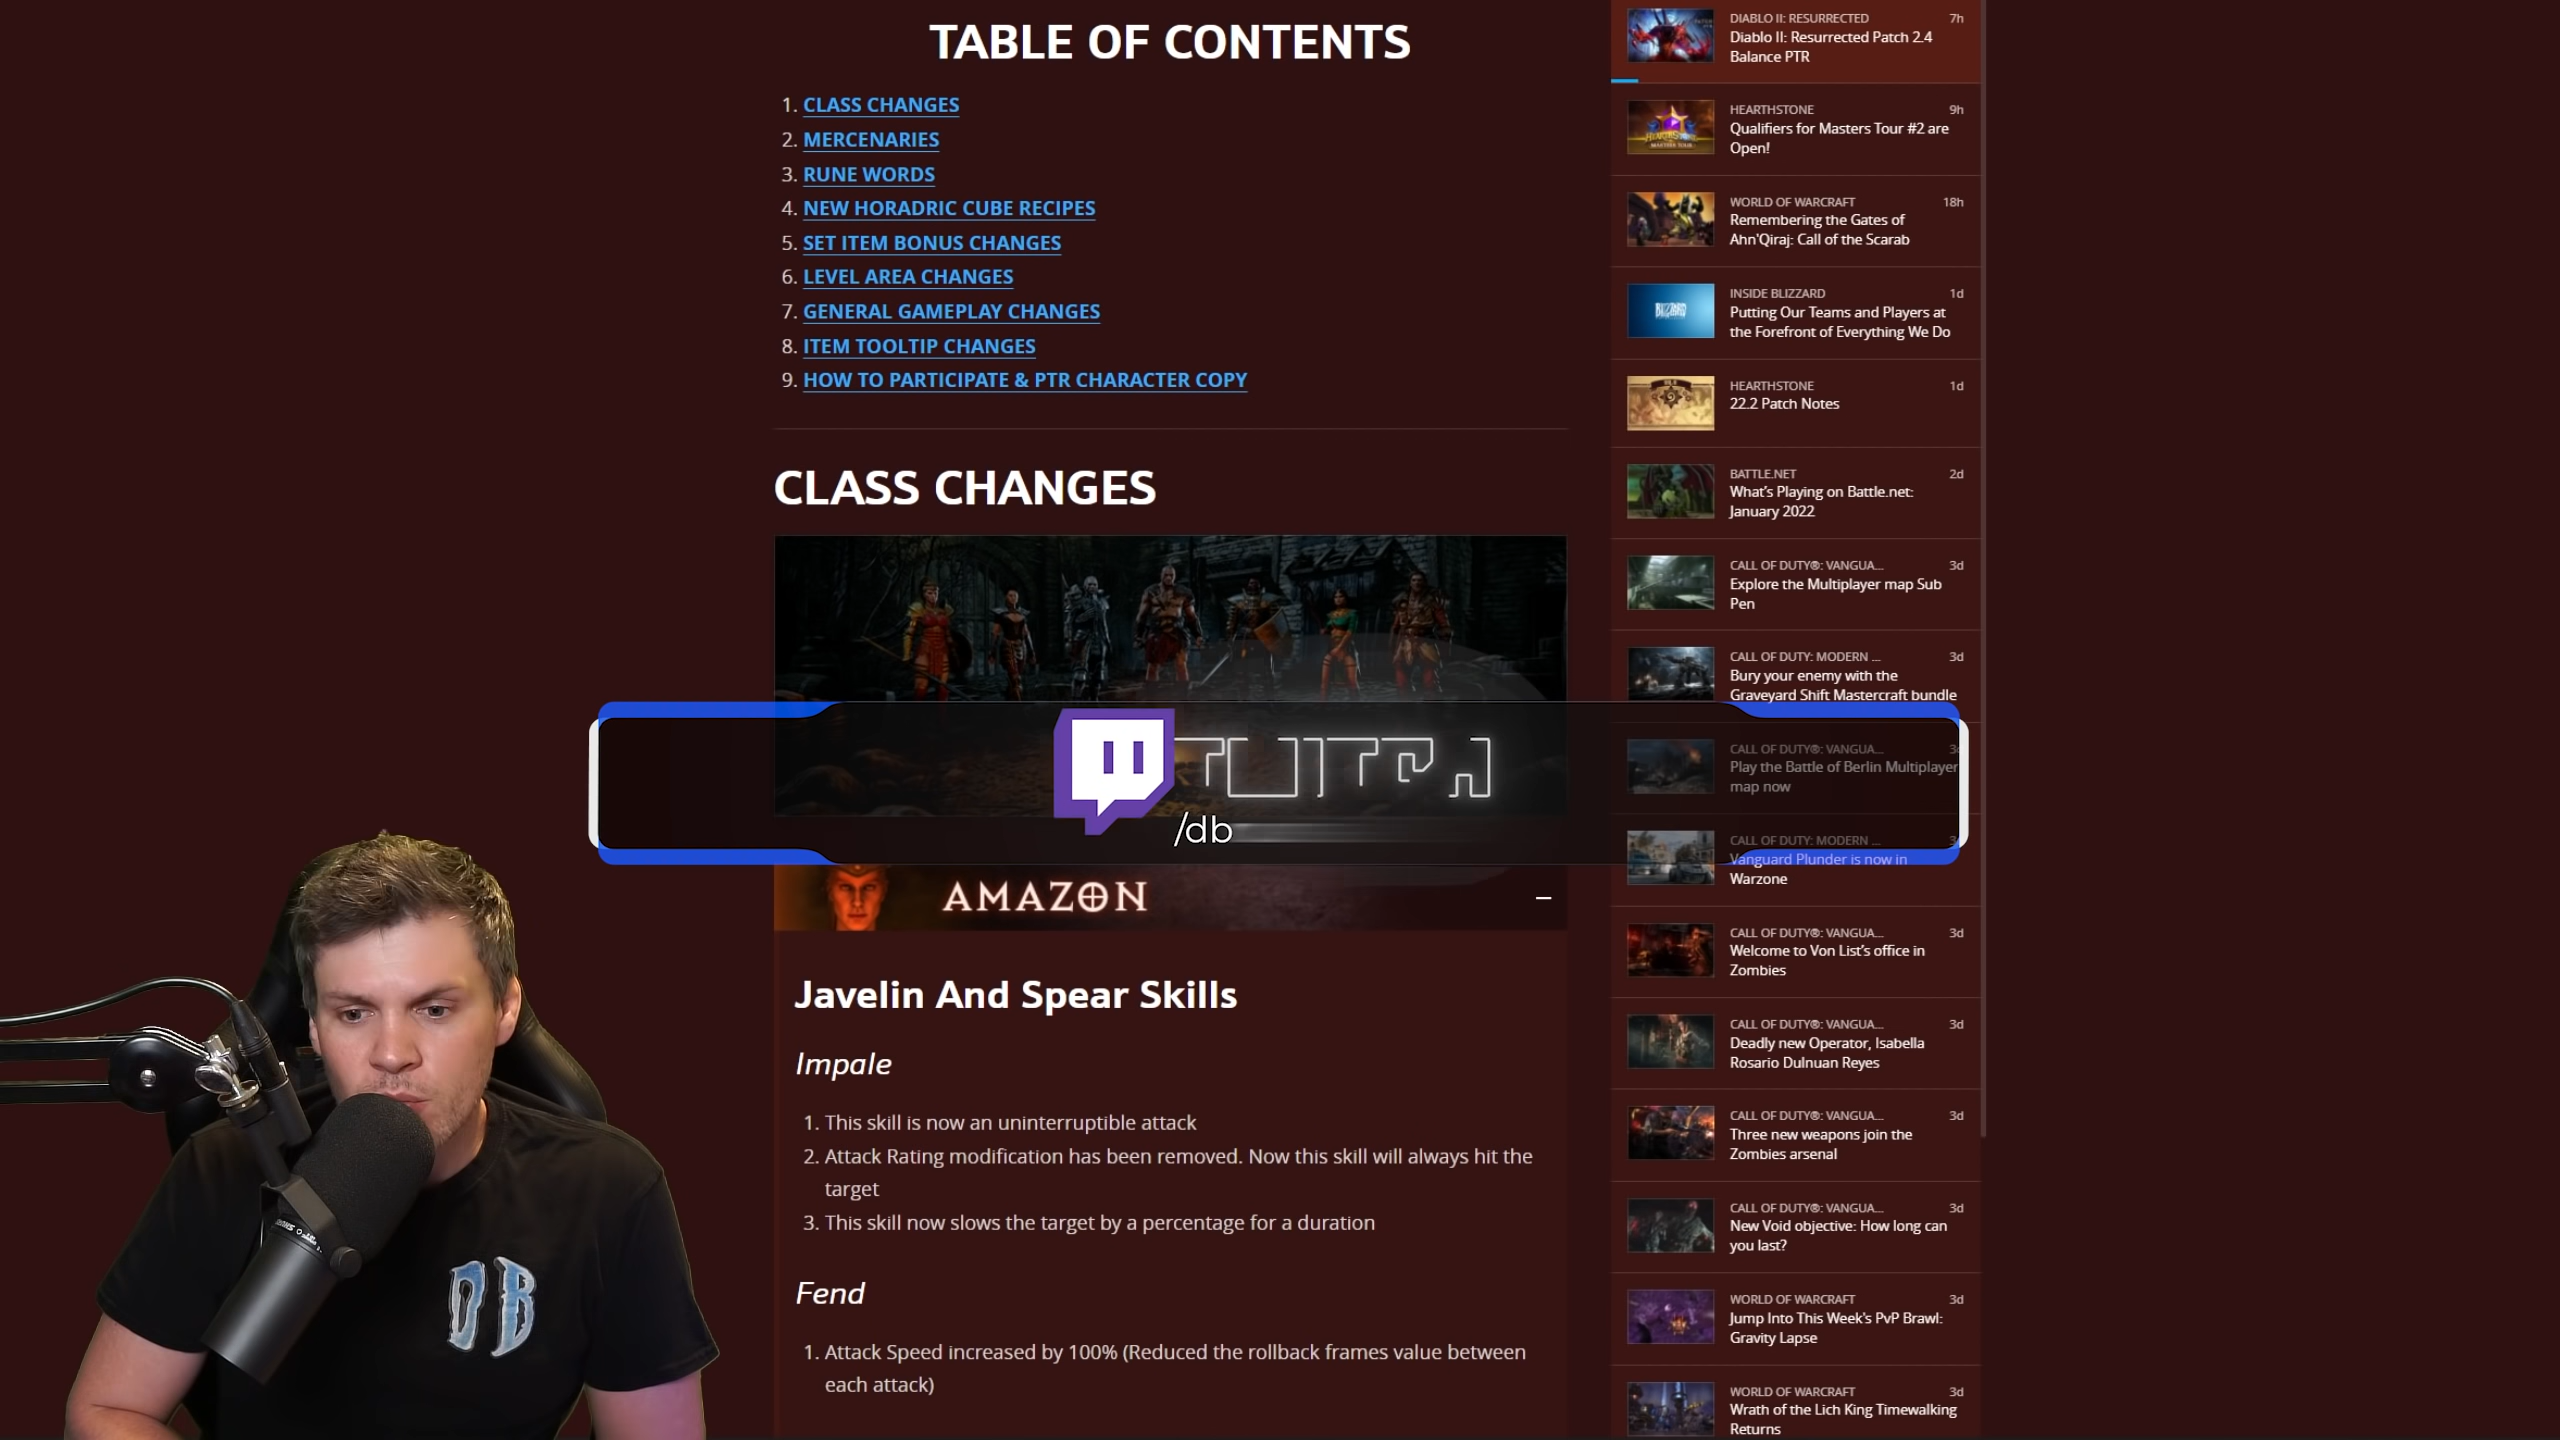 TABLE OF CONTENTS
1. CLASS CHANGES
2. MERCENARIES
3. RUNE WORDS
4. NEW HORADRIC CUBE RECIPES
5. SET ITEM BONUS CHANGES
6. LEVEL AREA CHANGES
7. GENERAL GAMEPLAY CHANGES
8. ITEM TOOLTIP CHANGES
9. HOW TO PARTICIPATE & PTR CHARACTER COPY
CLASS CHANGES
/db
AMAZON
Javelin And Spear Skills
Impale
1. This skill is now an uninterruptible attack
2. Attack Rating modification has been removed. Now this skill will always hit the
target
3. This skill now slows the target by a percentage for a duration
Fend
1. Attack Speed increased by 100% (Reduced the rollback frames value between
each attack)
DB
DIABLO II: RESURRECTED 7h
Diablo II: Resurrected Patch 2.4
Balance PTR
HEARTHSTONE 9h
Qualifiers for Masters Tour #2 are
Open!
WORLD OF WARCRAFT 18h
Remembering the Gates of
Ahn'Qiraj: Call of the Scarab
BLIZZARD
INSIDE BLIZZARD 1d
Putting Our Teams and Players at
the Forefront of Everything We Do
HEARTHSTONE 1d
22.2 Patch Notes
BATTLE.NET 2d
What's Playing on Battle.net:
January 2022
CALL OF DUTY®: VANGUA... 3d
Explore the Multiplayer map Sub
Pen
CALL OF DUTY: MODERN ... 3d
Bury your enemy with the
Graveyard Shift Mastercraft bundle
CALL OF DUTY®: VANGUA... 3
Play the Battle of Berlin Multiplayer
map now
CALL OF DUTY: MODERN ... 3
Vanguard Plunder is now in
Warzone
CALL OF DUTY®: VANGUA... 3d
Welcome to Von List's office in
Zombies
CALL OF DUTY®: VANGUA... 3d
Deadly new Operator, Isabella
Rosario Dulnuan Reyes
CALL OF DUTY®: VANGUA... 3d
Three new weapons join the
Zombies arsenal
CALL OF DUTY®: VANGUA... 3d
New Void objective: How long can
you last?
WORLD OF WARCRAFT 3d
Jump Into This Week's PvP Brawl:
Gravity Lapse
WORLD OF WARCRAFT 3d
Wrath of the Lich King Timewalking
Returns